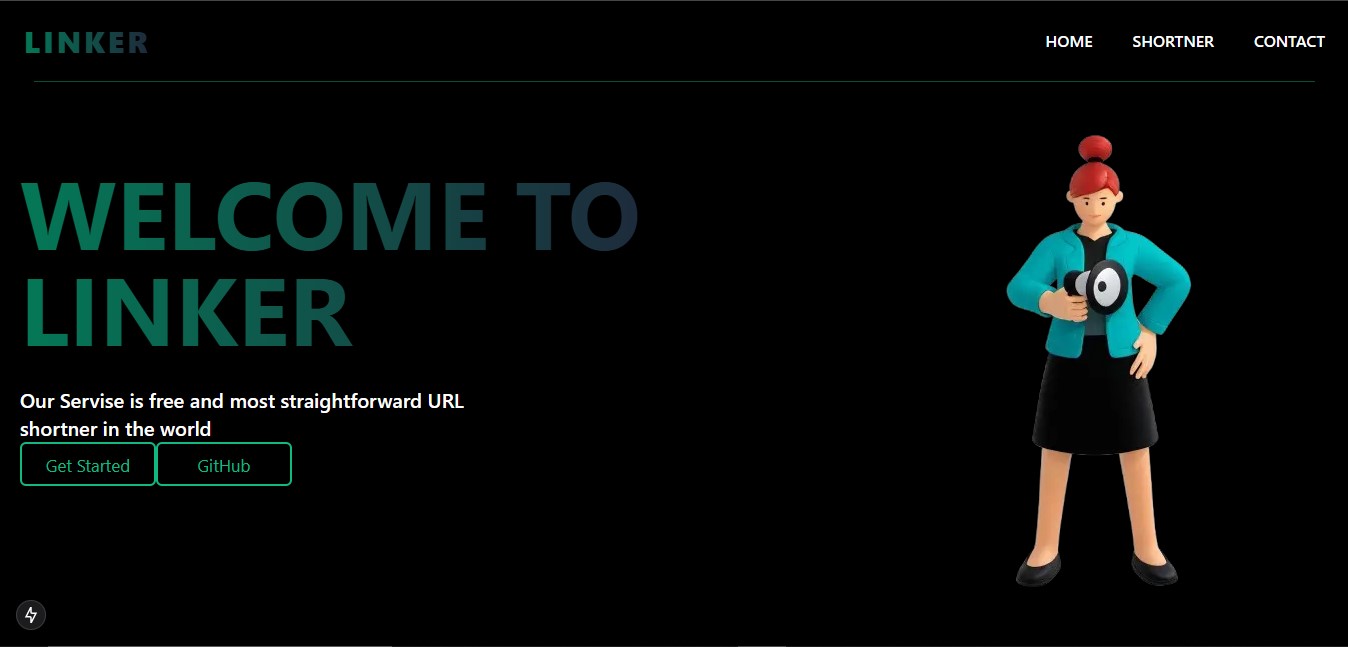 LINKER
HOME SHORTNER CONTACT
WELCOME TO
LINKER
Our Servise is free and most straightforward URL
shortner in the world
Get Started GitHub